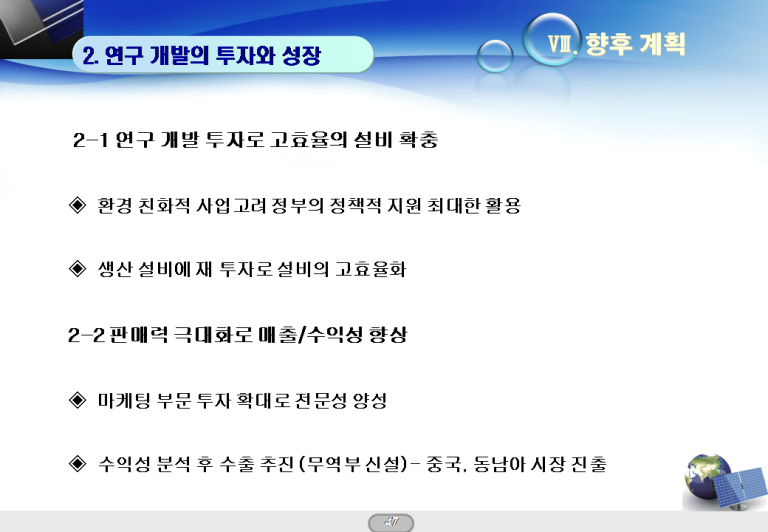 Ⅶ. 향후 계획
2. 연구 개발의 투자와 성장
2-1 연구 개발 투자로 고효율의 설비 확충
◈ 환경 친화적 사업고려 정부의 정책적 지원 최대한 활용
◈ 생산 설비에 재 투자로 설비의 고효율화
2-2 판매력 극대화로 매출/수익성 향상
◈ 마케팅 부문 투자 확대로 전문성 양성
◈ 수익성 분석 후 수출 추진 (무역부 신설)- 중국, 동남아 시장 진출